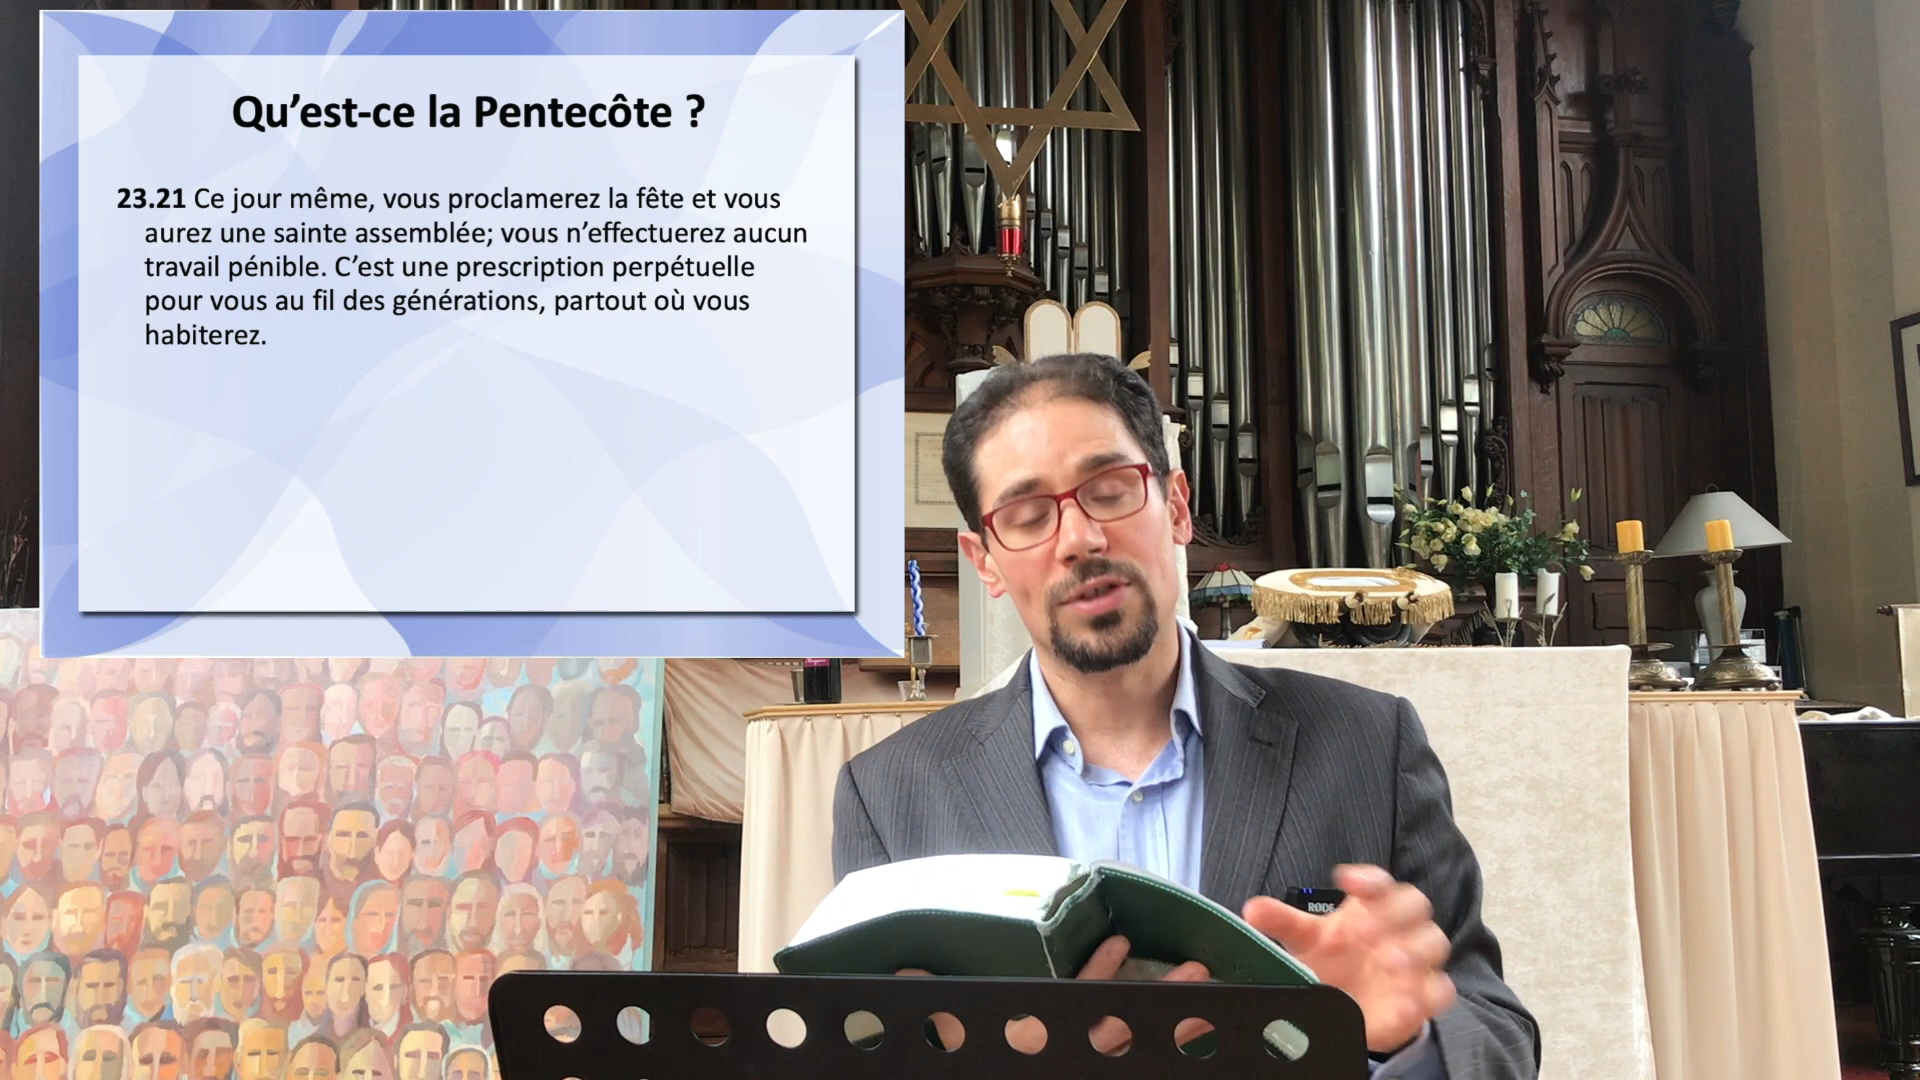 Qu’est-ce la Pentecôte ?
23.21 Ce jour même, vous proclamerez la fête et vous
aurez une sainte assemblée; vous n’effectuerez aucun
travail pénible. C’est une prescription perpétuelle
pour vous au fil des générations, partout où vous
habiterez.
RØDE